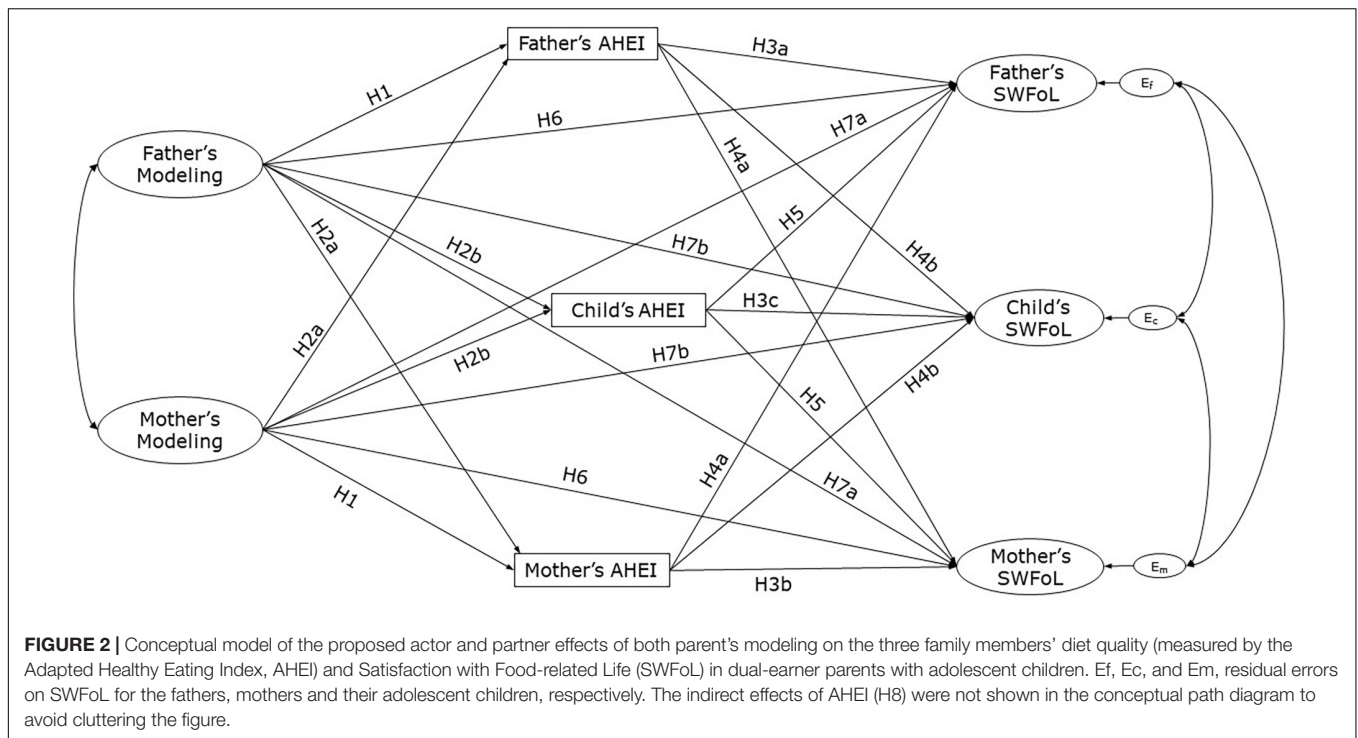 Father's AHEI
H3a
Father's
SWFoL
Ef
H1
H6
H7a
Father's
Modeling
H4a
H2a
H2b
H5
H7b
H4b
Child's AHEI
H3c
Child's
SWFoL
Ec
H2a
H2b
H7b
H4b
H5
Mother's
Modeling
H4a
H7a
H6
H1
Mother's AHEI
H3b
Mother's
SWFoL
Em
FIGURE 2 | Conceptual model of the proposed actor and partner effects of both parent's modeling on the three family members' diet quality (measured by the
Adapted Healthy Eating Index, AHEI) and Satisfaction with Food-related Life (SWFoL) in dual-earner parents with adolescent children. Ef, Ec, and Em, residual errors
on SWFoL for the fathers, mothers and their adolescent children, respectively. The indirect effects of AHEI (H8) were not shown in the conceptual path diagram to
avoid cluttering the figure.